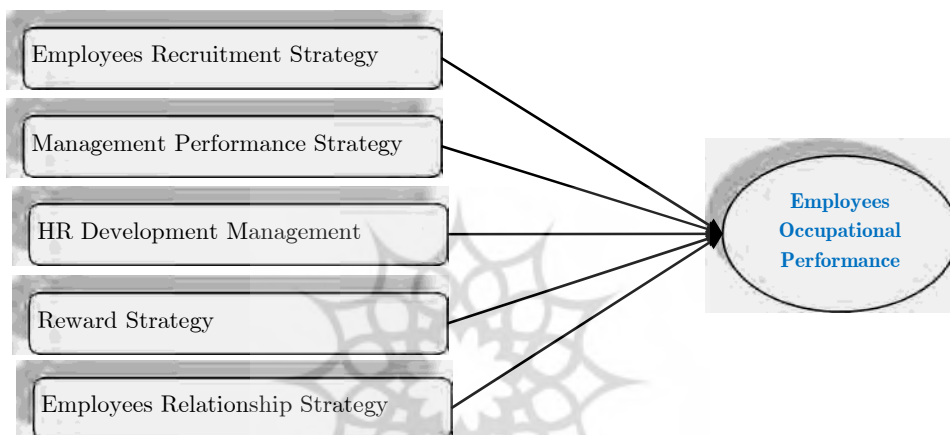 Employees Recruitment Strategy
Management Performance Strategy
HR Development Management
Reward Strategy
Employees Relationship Strategy
Employees
Occupational
Performance